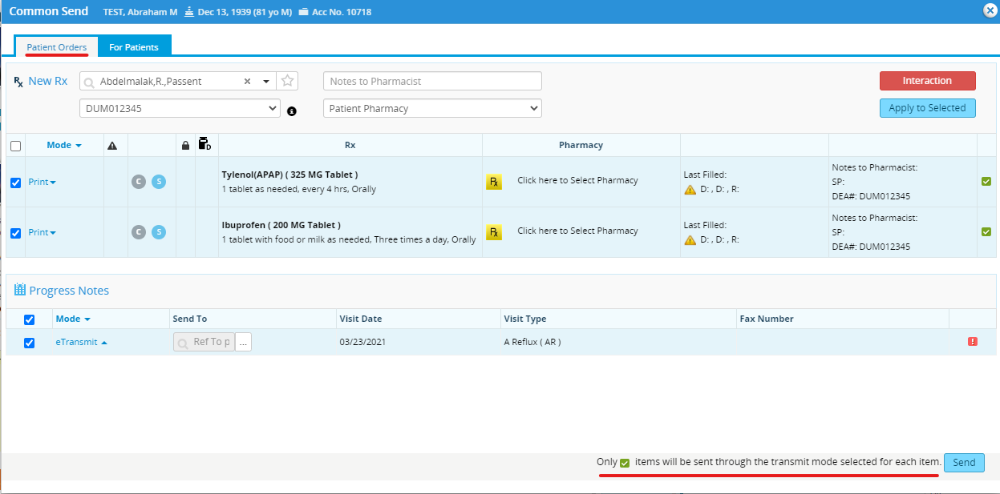 Common Send TEST, Abraham M Dec 13, 1939 (81 yo M) Acc No. 10718
Patient Orders For Patients
Rx New Rx Abdelmalak,R.,Passent Notes to Pharmacist Interaction
DUM012345 Patient Pharmacy Apply to Selected
Mode D Rx Pharmacy
Print C S
Tylenol(APAP) ( 325 MG Tablet )
1 tablet as needed, every 4 hrs, Orally
Rx Click here to Select Pharmacy
Last Filled:
D: , D: , R:
Notes to Pharmacist:
SP:
DEA#: DUM012345
Print C S
Ibuprofen ( 200 MG Tablet )
1 tablet with food or milk as needed, Three times a day, Orally
Rx Click here to Select Pharmacy
Last Filled:
D: , D: , R:
Notes to Pharmacist:
SP:
DEA#: DUM012345
Progress Notes
Mode Send To Visit Date Visit Type Fax Number
eTransmit Ref To p ... 03/23/2021 A Reflux ( AR )
Only items will be sent through the transmit mode selected for each item. Send